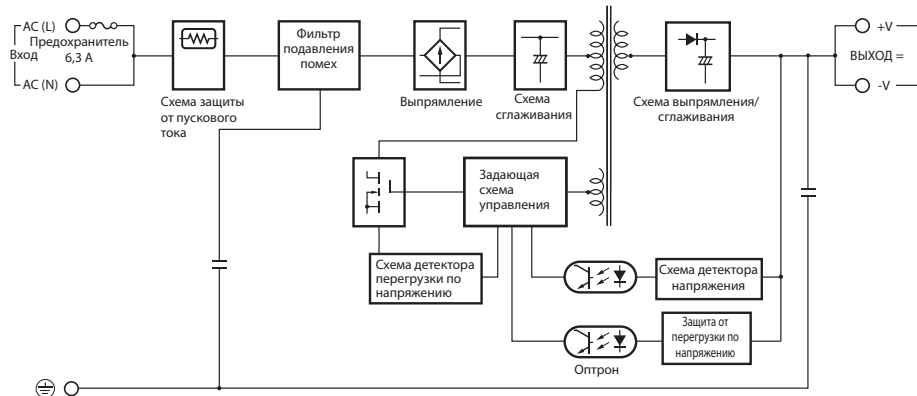 AC (L)
Предохранитель
Вход
6,3 А
AC (N)
Схема защиты
от пускового
тока
Фильтр
подавления
помех
Выпрямление
Схема
сглаживания
Схема выпрямления/
сглаживания
+V
ВЫХОД =
-V
Задающая
схема
управления
Схема детектора
перегрузки по
напряжению
Схема детектора
напряжения
Защита от
перегрузки по
напряжению
Оптрон